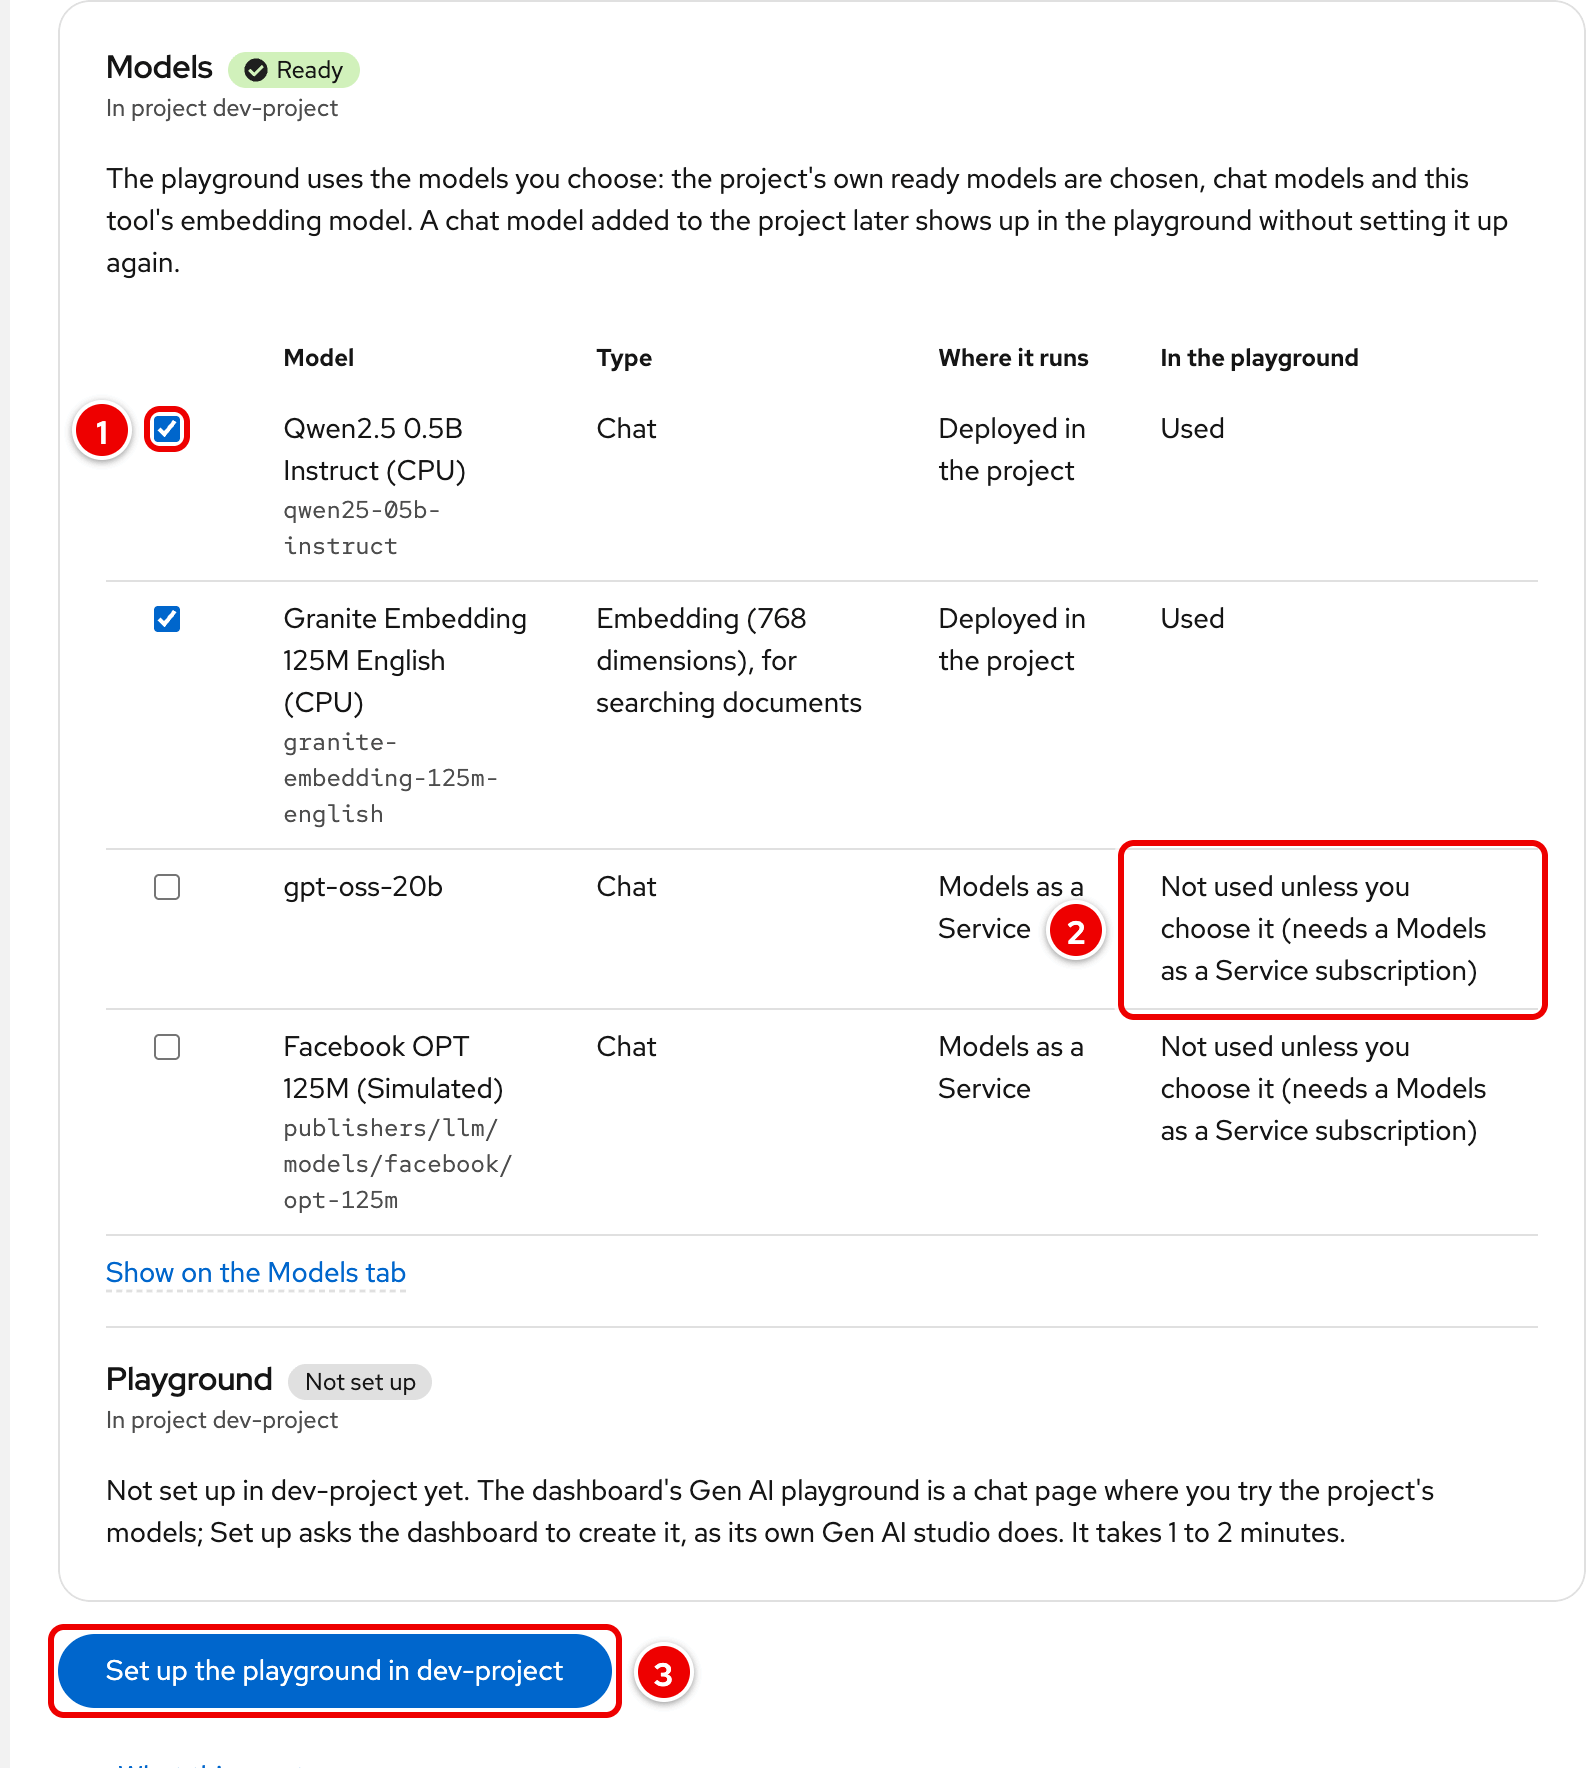 Models Ready
In project dev-project
The playground uses the models you choose: the project's own ready models are chosen, chat models and this
tool's embedding model. A chat model added to the project later shows up in the playground without setting it up
again.
Model Type Where it runs In the playground
1 Qwen2.5 0.5B Chat Deployed in Used
Instruct (CPU) the project
qwen25-05b-
instruct
Granite Embedding Embedding (768 Deployed in Used
125M English dimensions), for the project
(CPU) searching documents
granite-
embedding-125m-
english
gpt-oss-20b Chat Models as a Not used unless you
Service 2 choose it (needs a Models
as a Service subscription)
Facebook OPT Chat Models as a Not used unless you
125M (Simulated) Service choose it (needs a Models
publishers/llm/ as a Service subscription)
models/facebook/
opt-125m
Show on the Models tab
Playground Not set up
In project dev-project
Not set up in dev-project yet. The dashboard's Gen AI playground is a chat page where you try the project's
models; Set up asks the dashboard to create it, as its own Gen AI studio does. It takes 1 to 2 minutes.
Set up the playground in dev-project 3